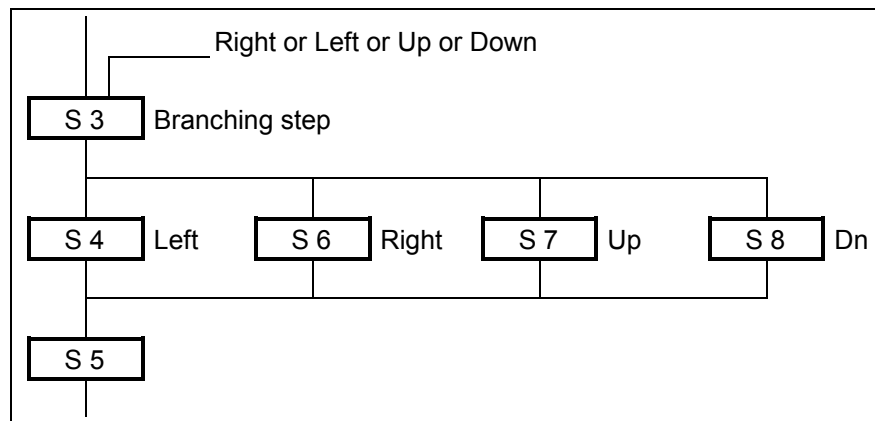 Right or Left or Up or Down
S 3 Branching step
S 4 Left S 6 Right S 7 Up S 8 Dn
S 5